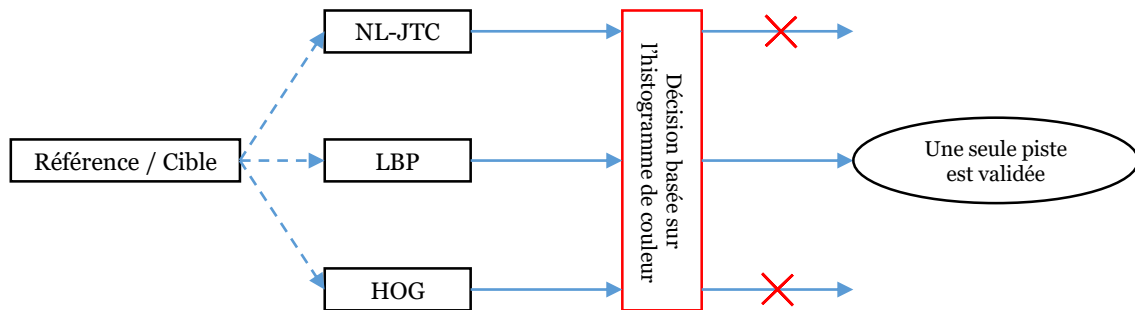 NL-JTC
Référence / Cible
LBP
HOG
Décision basée sur
l'histogramme de couleur
Une seule piste
est validée